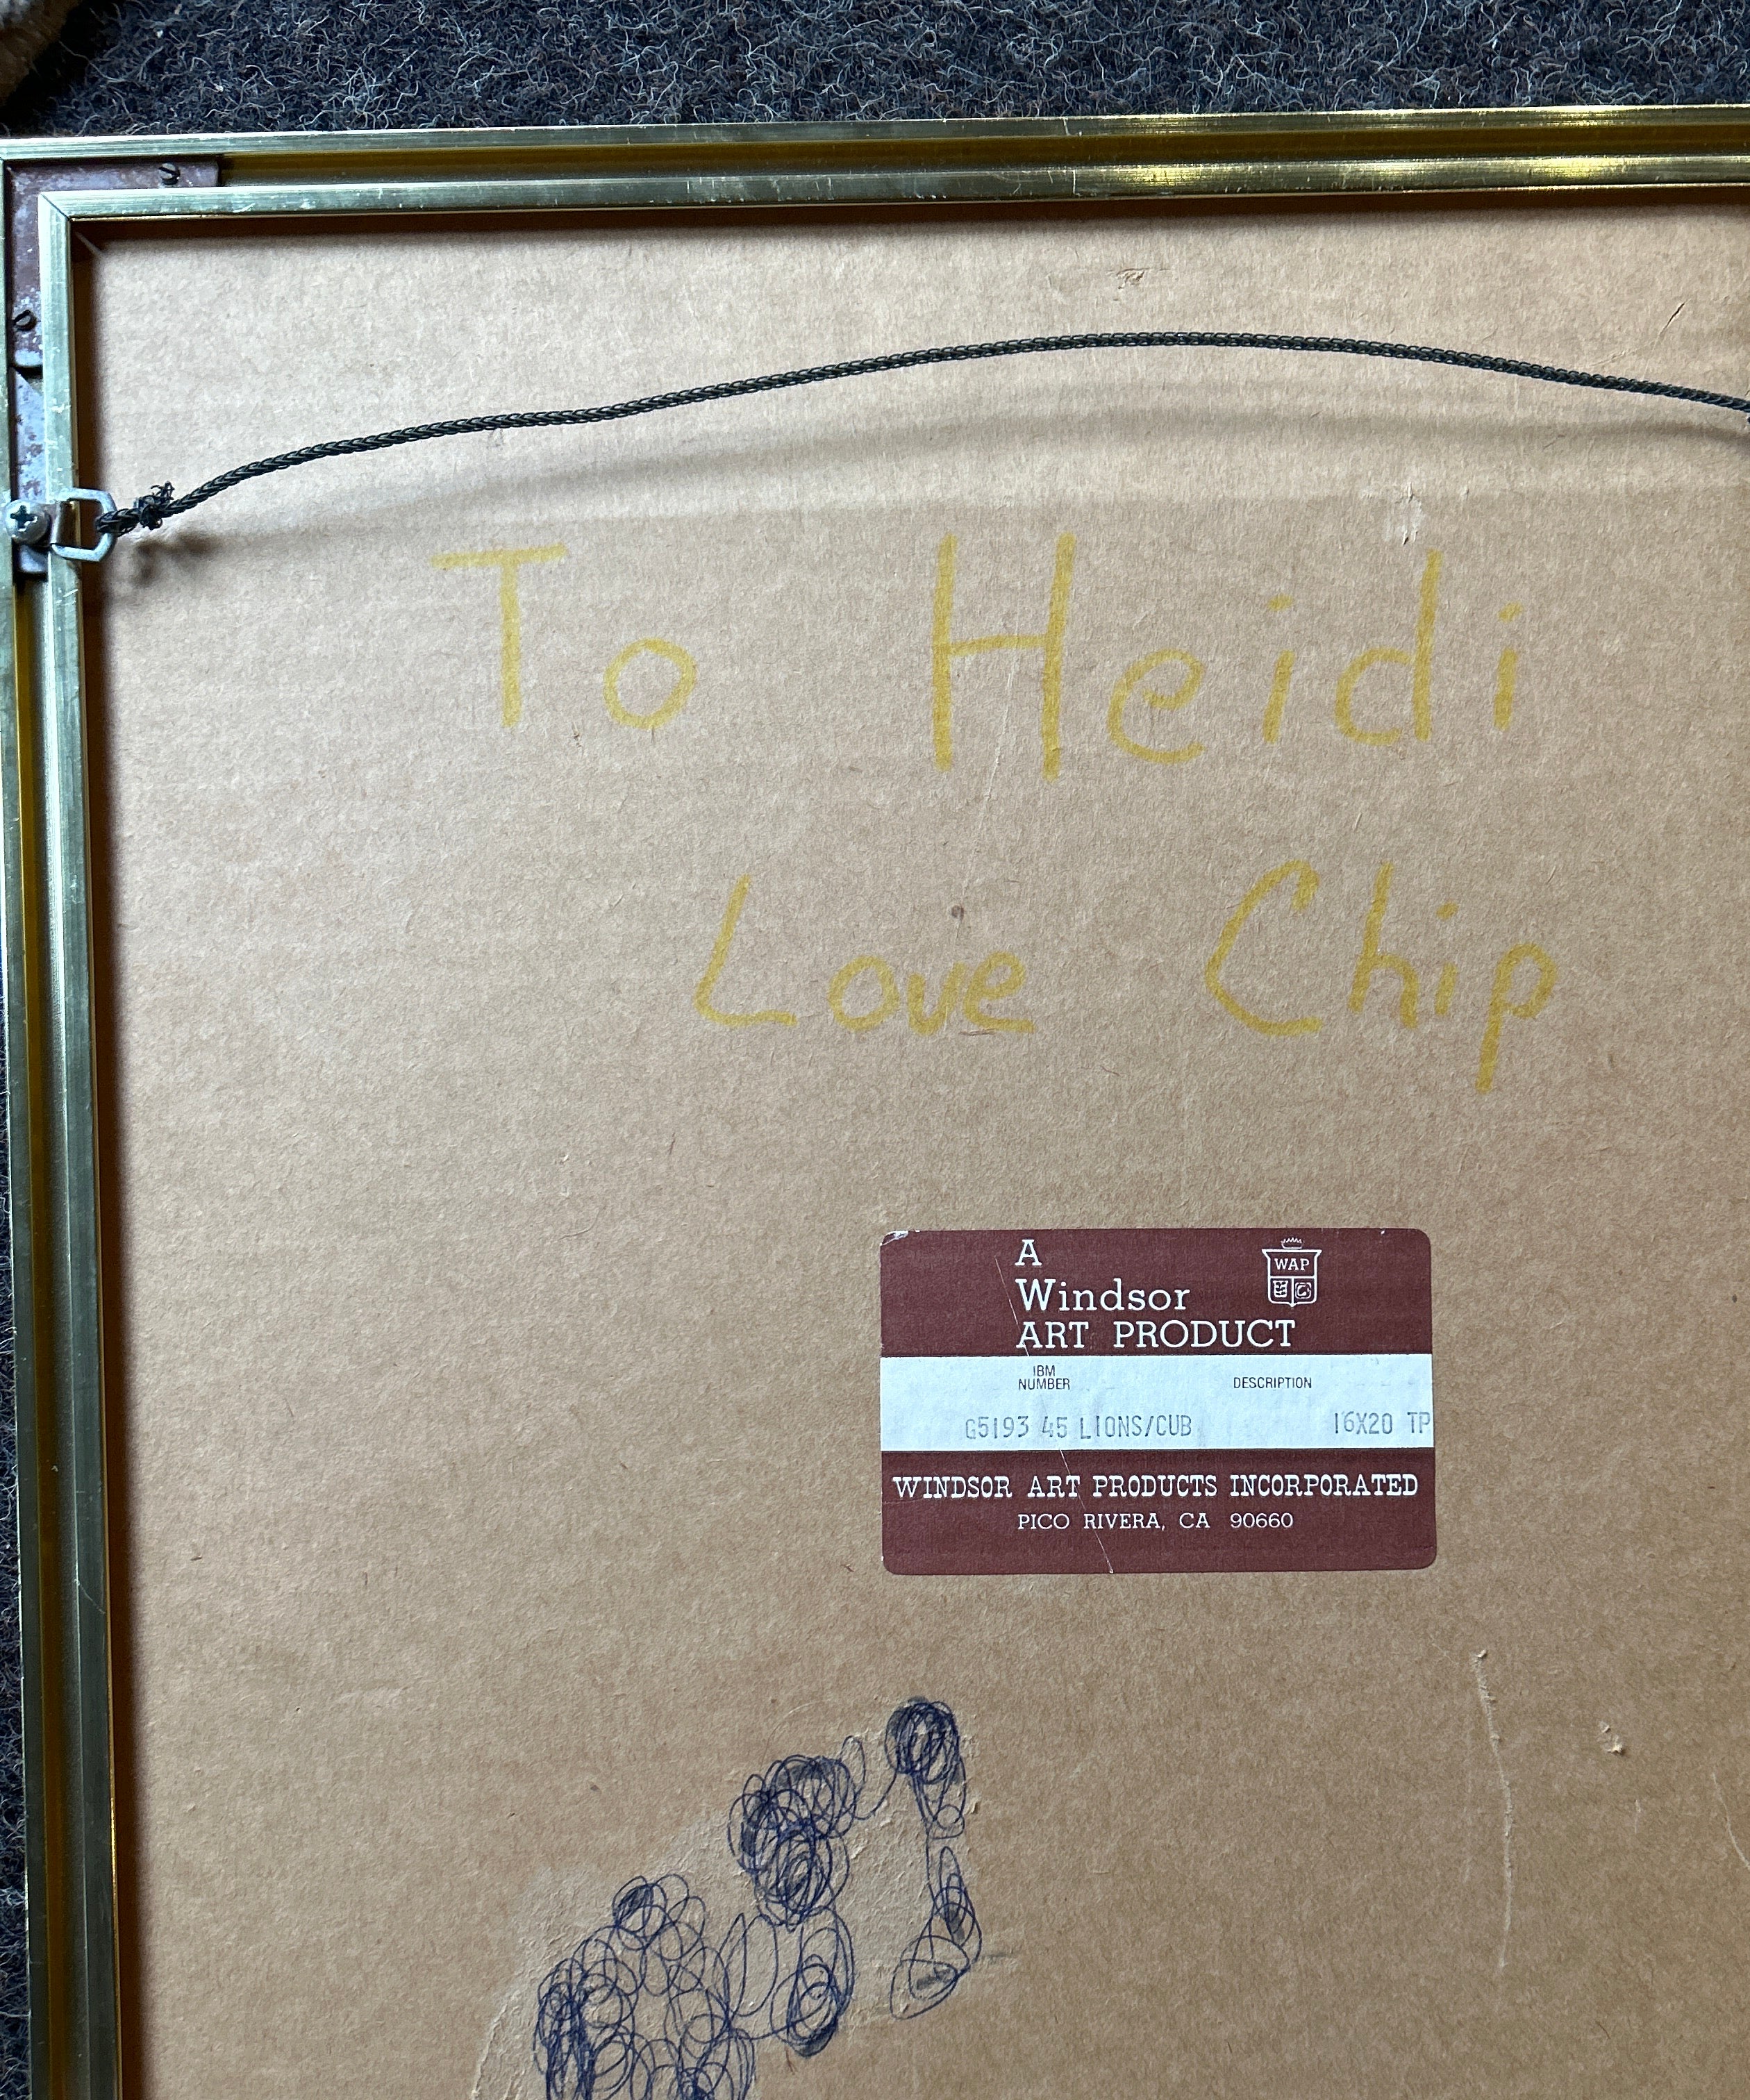 To Heidi
Love Chip
A
Windsor
ART PRODUCT
WAP
IBM
NUMBER
DESCRIPTION
G5193 45 LIONS/CUB 16X20 TP
WINDSOR ART PRODUCTS INCORPORATED
PICO RIVERA, CA 90660